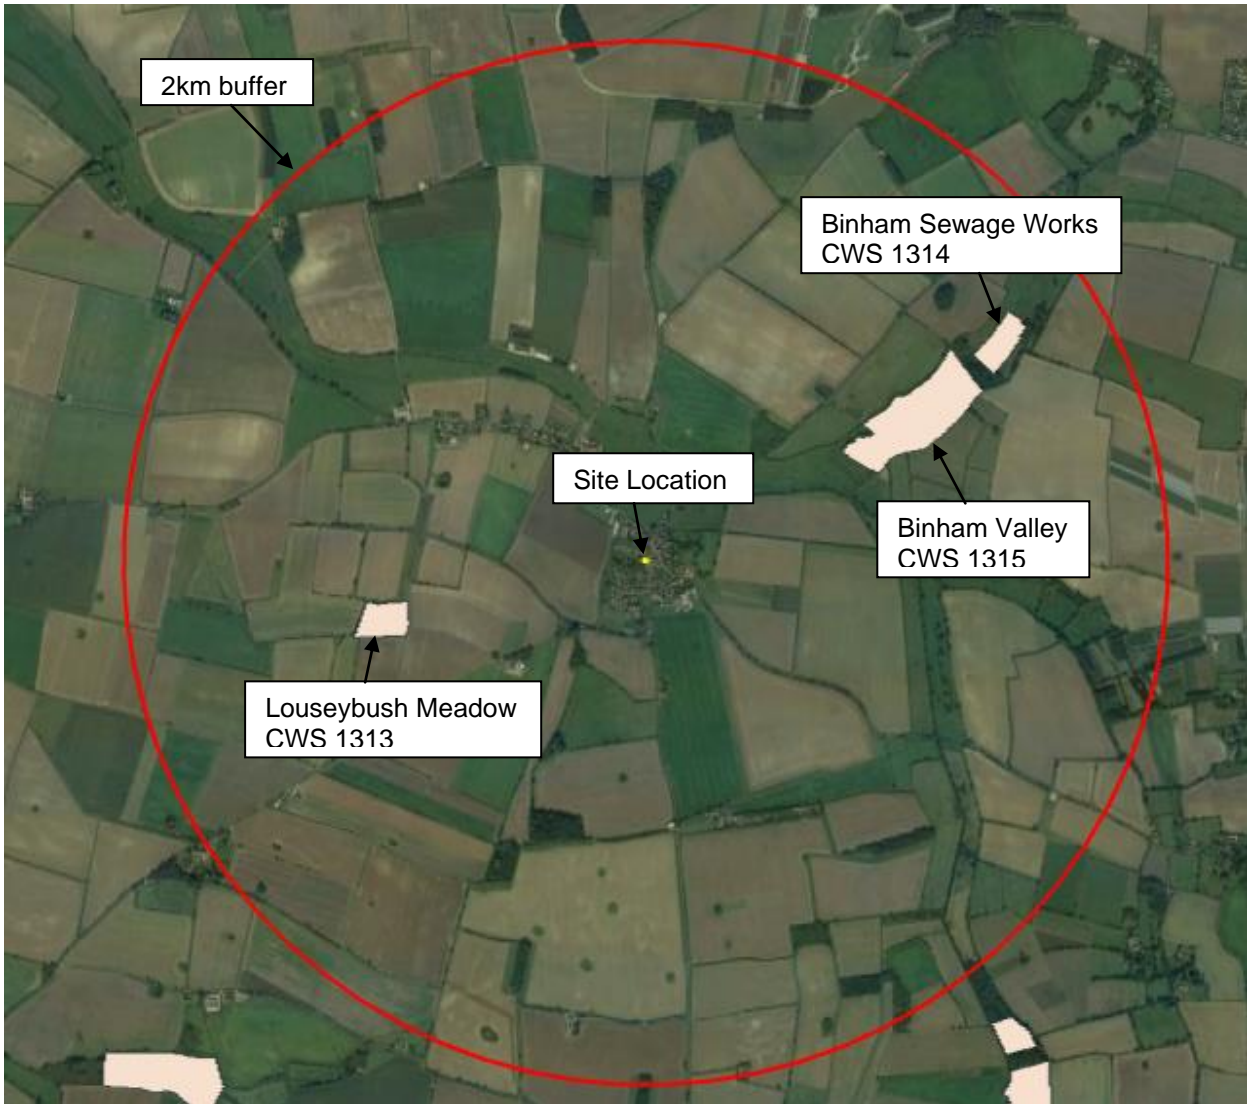 2km buffer
Binham Sewage Works
CWS 1314
Site Location
Binham Valley
CWS 1315
Louseybush Meadow
CWS 1313